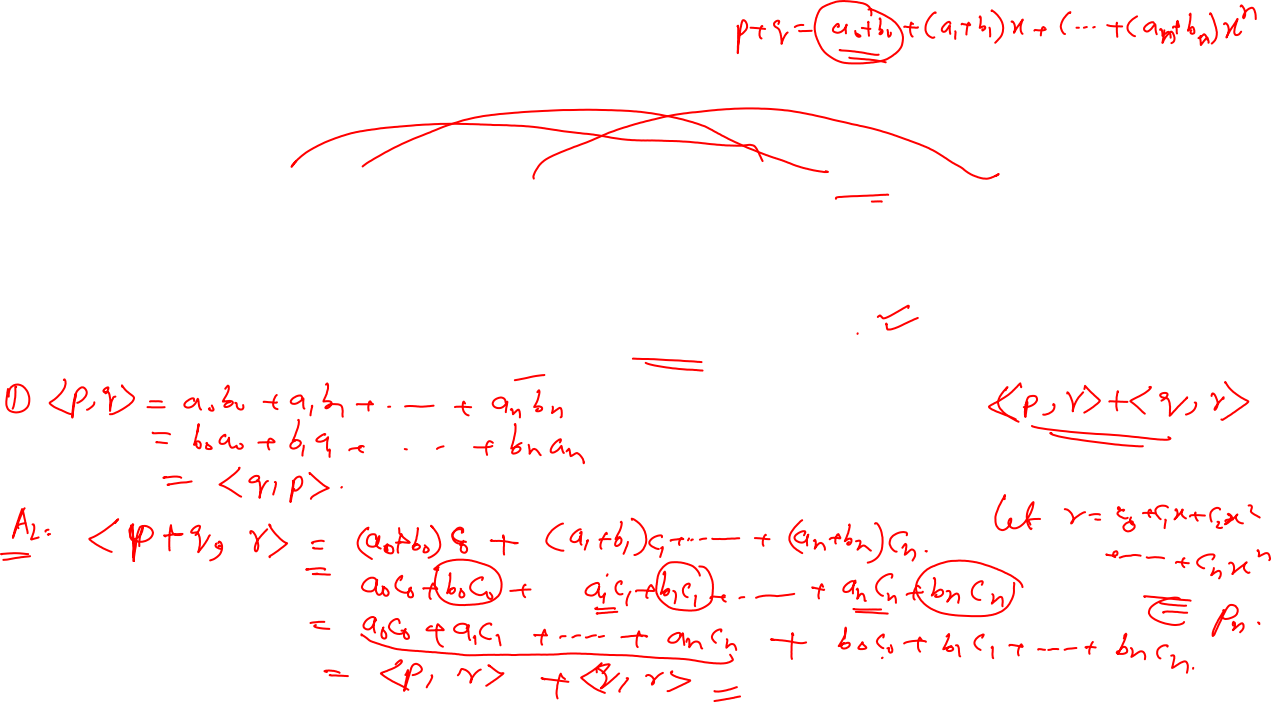 p+q = a₀+b₀ + (a₁+b₁)x + (... + (aₙ+bₙ)xⁿ
① <p,q> = a₀b₀ + a₁b₁ + ... + aₙbₙ
= b₀a₀ + b₁a₁ + ... + bₙaₙ
= <q,p>.
<p,r>+<q,r>
A₂: <p+q, r> = (a₀+b₀)c₀ + (a₁+b₁)c₁ + ---- + (aₙ+bₙ)cₙ.
= a₀c₀ + b₀c₀ + a₁c₁ + b₁c₁ + ... + aₙcₙ + bₙcₙ
= a₀c₀ + a₁c₁ + ---- + aₙcₙ + b₀c₀ + b₁c₁ + ---- + bₙcₙ.
= <p, r> + <q, r> =
Let r = c₀ + c₁x + c₂x²
+ ---- + cₙxⁿ
∈ Pₙ.